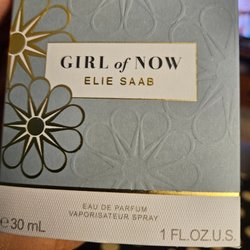 GIRL of NOW
ELIE SAAB
EAU DE PARFUM
VAPORISATEUR SPRAY
℮30 mL
1 FL.OZ.U.S.